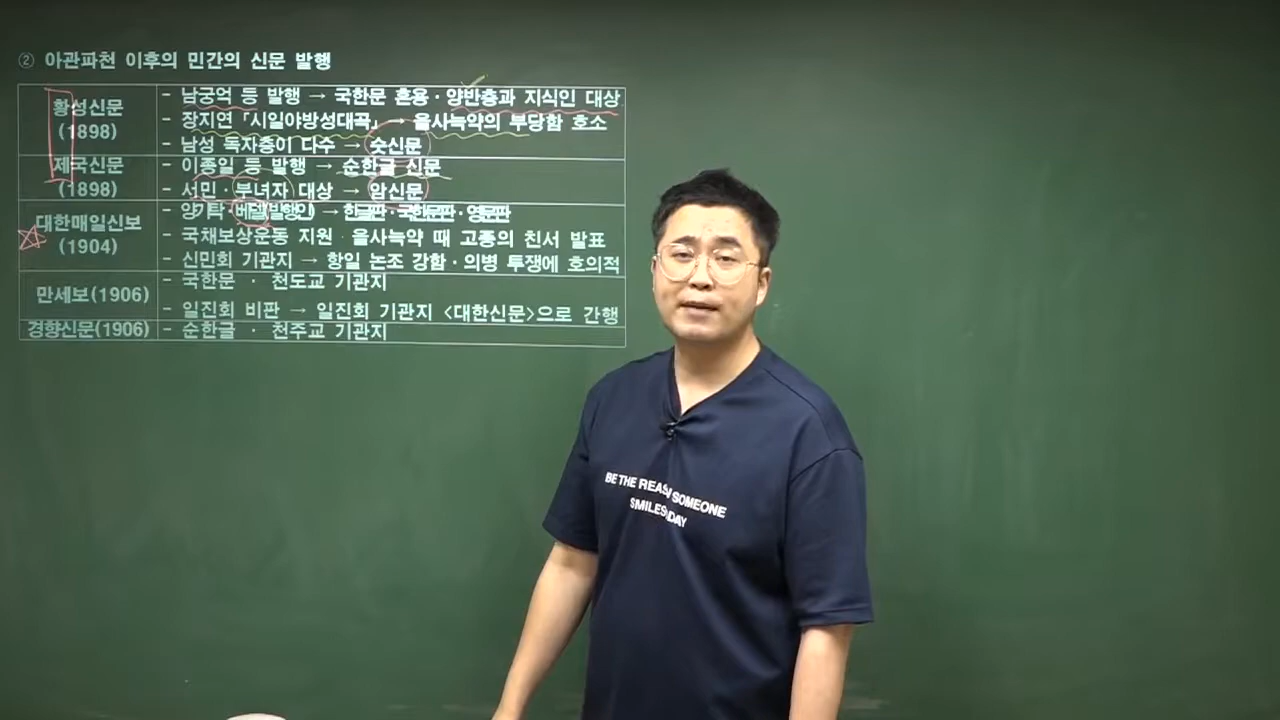 ② 아관파천 이후의 민간의 신문 발행
황성신문
(1898)
- 남궁억 등 발행 → 국한문 혼용·양반층과 지식인 대상
- 장지연 「시일야방성대곡」 → 을사늑약의 부당함 호소
- 남성 독자층이 다수 → 숫신문
제국신문
(1898)
- 이종일 등 발행 → 순한글 신문
- 서민·부녀자 대상 → 암신문
대한매일신보
(1904)
- 양기탁·베델(발행인) → 한글판·국한문판·영문판
- 국채보상운동 지원·을사늑약 때 고종의 친서 발표
- 신민회 기관지 → 항일 논조 강함·의병 투쟁에 호의적
만세보(1906)
- 국한문 · 천도교 기관지
- 일진회 비판 → 일진회 기관지 <대한신문>으로 간행
경향신문(1906)
- 순한글 · 천주교 기관지
BE THE REAS SOMEONE
SMILES DAY